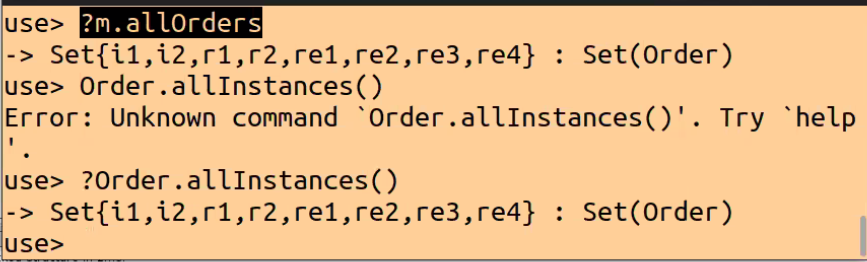 use> ?m.allOrders
-> Set{i1,i2,r1,r2,re1,re2,re3,re4} : Set(Order)
use> Order.allInstances()
Error: Unknown command `Order.allInstances()'. Try `help
'.
use> ?Order.allInstances()
-> Set{i1,i2,r1,r2,re1,re2,re3,re4} : Set(Order)
use>